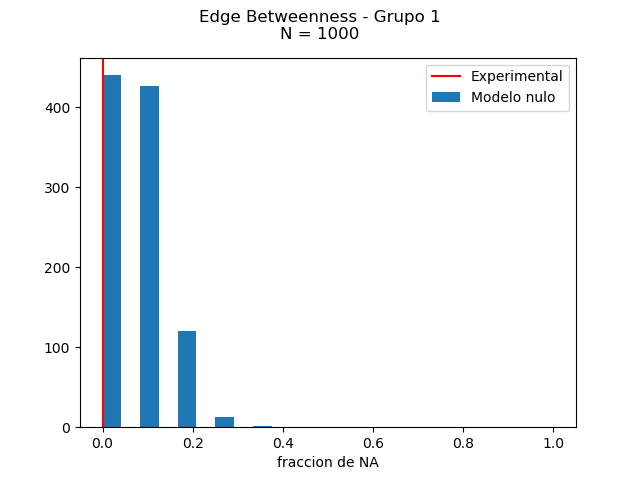 Edge Betweenness - Grupo 1
N = 1000
Experimental
Modelo nulo
400
300
200
100
0
0.0 0.2 0.4 0.6 0.8 1.0
fraccion de NA